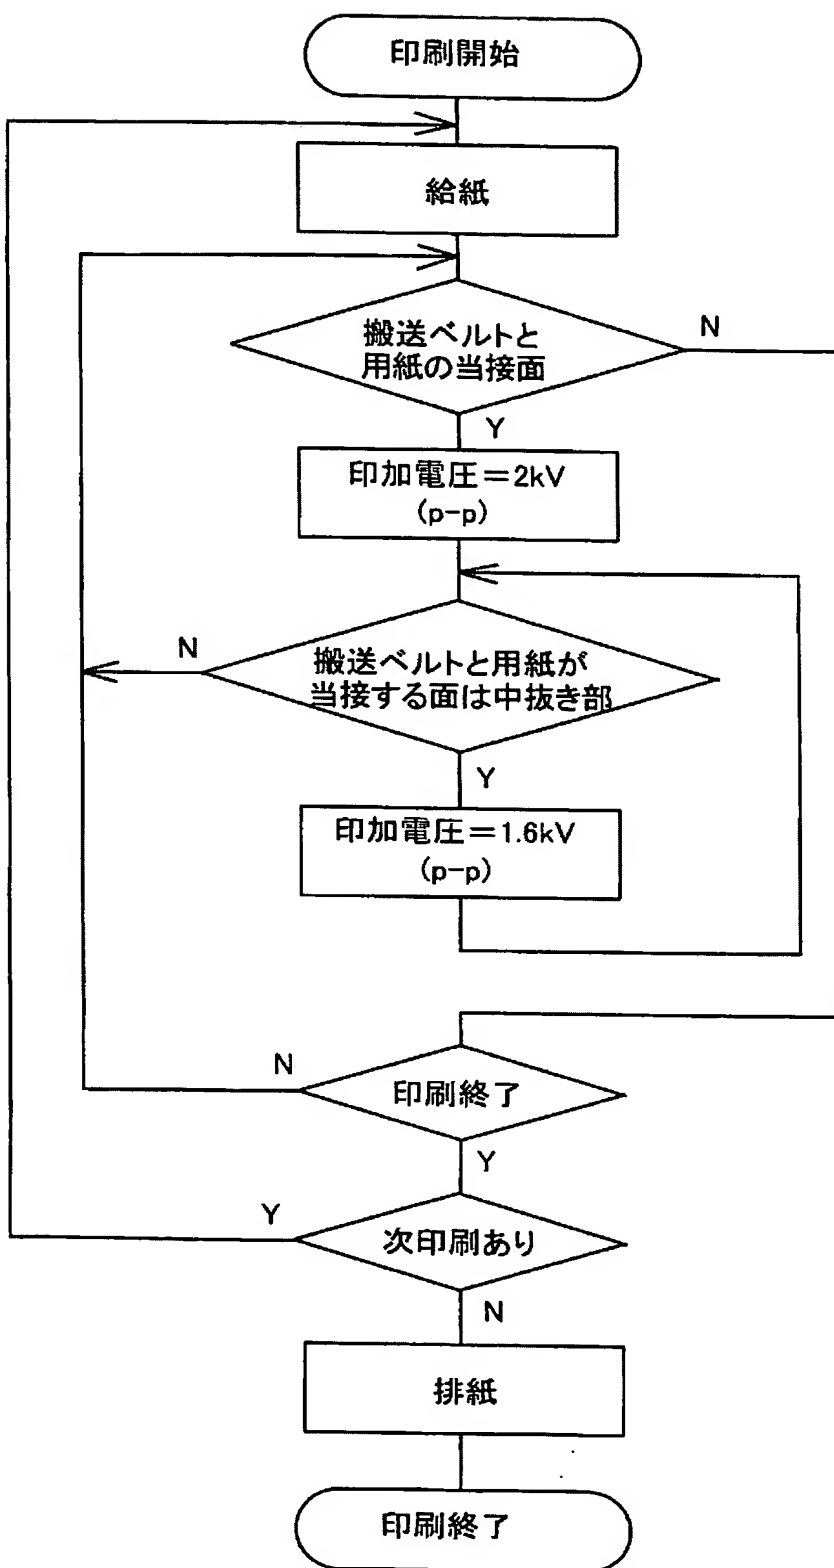 印刷開始
給紙
搬送ベルトと
用紙の当接面
N
Y
印加電圧＝2kV
(p-p)
N
搬送ベルトと用紙が
当接する面は中抜き部
Y
印加電圧＝1.6kV
(p-p)
N
印刷終了
Y
Y
次印刷あり
N
排紙
印刷終了